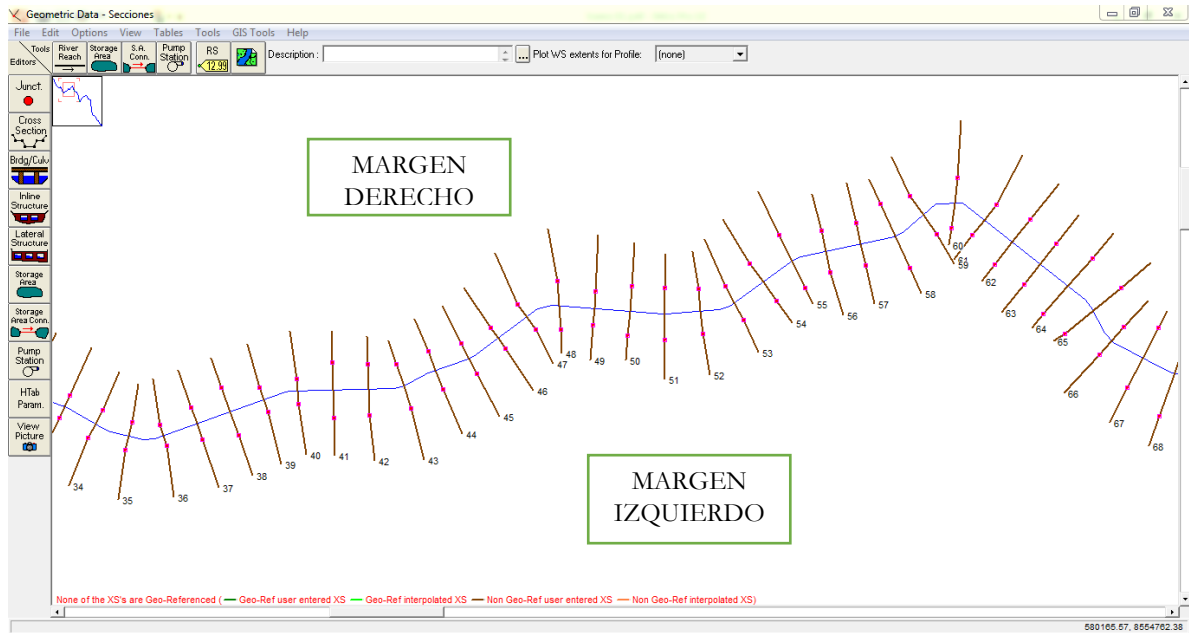 Geometric Data - Secciones
File Edit Options View Tables Tools GIS Tools Help
Tools
Editors
River
Reach
Storage
Area
S.A.
Conn.
Pump
Station
RS
12.99
Description :
...
Plot WS extents for Profile:
(none)
Junct.
Cross
Section
Brdg/Culv
Inline
Structure
Lateral
Structure
Storage
Area
Storage
Area Conn.
Pump
Station
HTab
Param.
View
Picture
MARGEN
DERECHO
MARGEN
IZQUIERDO
34
35
36
37
38
39
40
41
42
43
44
45
46
47
48
49
50
51
52
53
54
55
56
57
58
59
60
61
62
63
64
65
66
67
68
None of the XS's are Geo-Referenced ( Geo-Ref user entered XS Geo-Ref interpolated XS Non Geo-Ref user entered XS Non Geo-Ref interpolated XS)
580165.57, 8554762.38